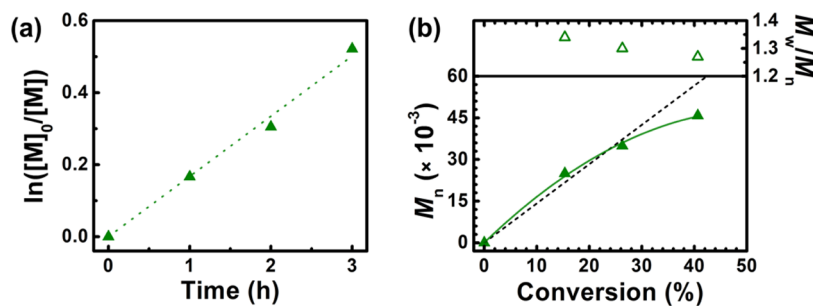 (a)
ln([M]0/[M])
0.6
0.4
0.2
0.0
0 1 2 3
Time (h)
(b)
Mn (× 10-3)
60
45
30
15
0
1.4
1.3
1.2
Mw/Mn
0 10 20 30 40 50
Conversion (%)